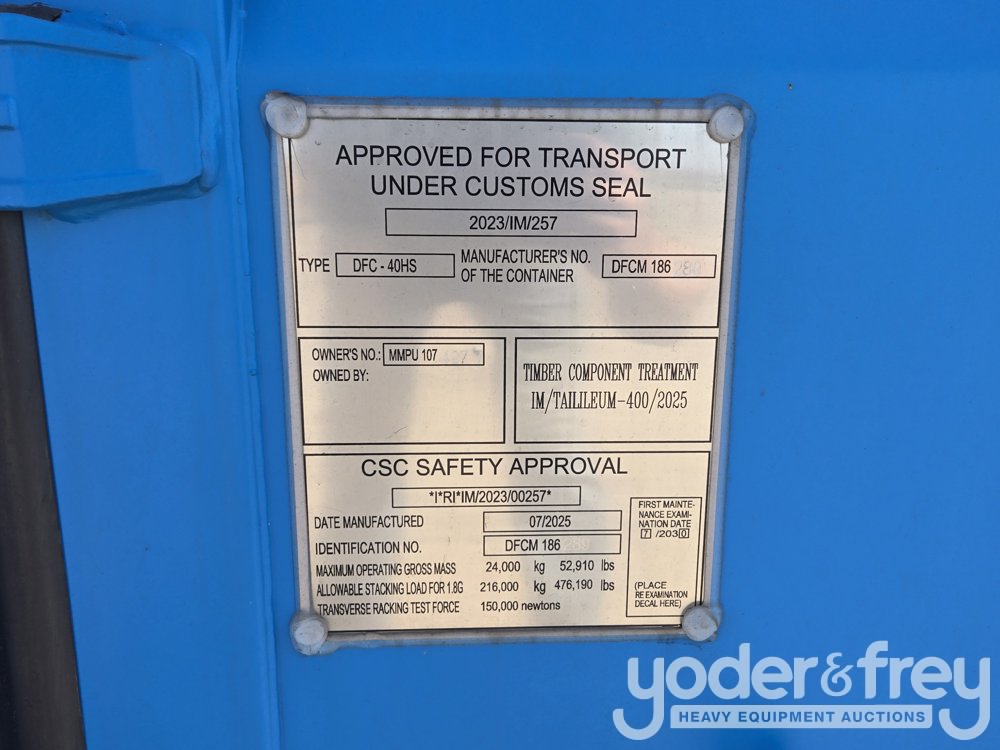 APPROVED FOR TRANSPORT
UNDER CUSTOMS SEAL
2023/IM/257
TYPE DFC - 40HS MANUFACTURER'S NO. OF THE CONTAINER DFCM 186
OWNER'S NO.: MMPU 107
OWNED BY:
TIMBER COMPONENT TREATMENT
IM/TAILILEUM-400/2025
CSC SAFETY APPROVAL
*I*RI*IM/2023/00257*
DATE MANUFACTURED 07/2025
IDENTIFICATION NO. DFCM 186
MAXIMUM OPERATING GROSS MASS 24,000 kg 52,910 lbs
ALLOWABLE STACKING LOAD FOR 1.8G 216,000 kg 476,190 lbs
TRANSVERSE RACKING TEST FORCE 150,000 newtons
FIRST MAINTE-
NANCE EXAMI-
NATION DATE
7 /2030
(PLACE
RE EXAMINATION
DECAL HERE)
yoder&frey
HEAVY EQUIPMENT AUCTIONS